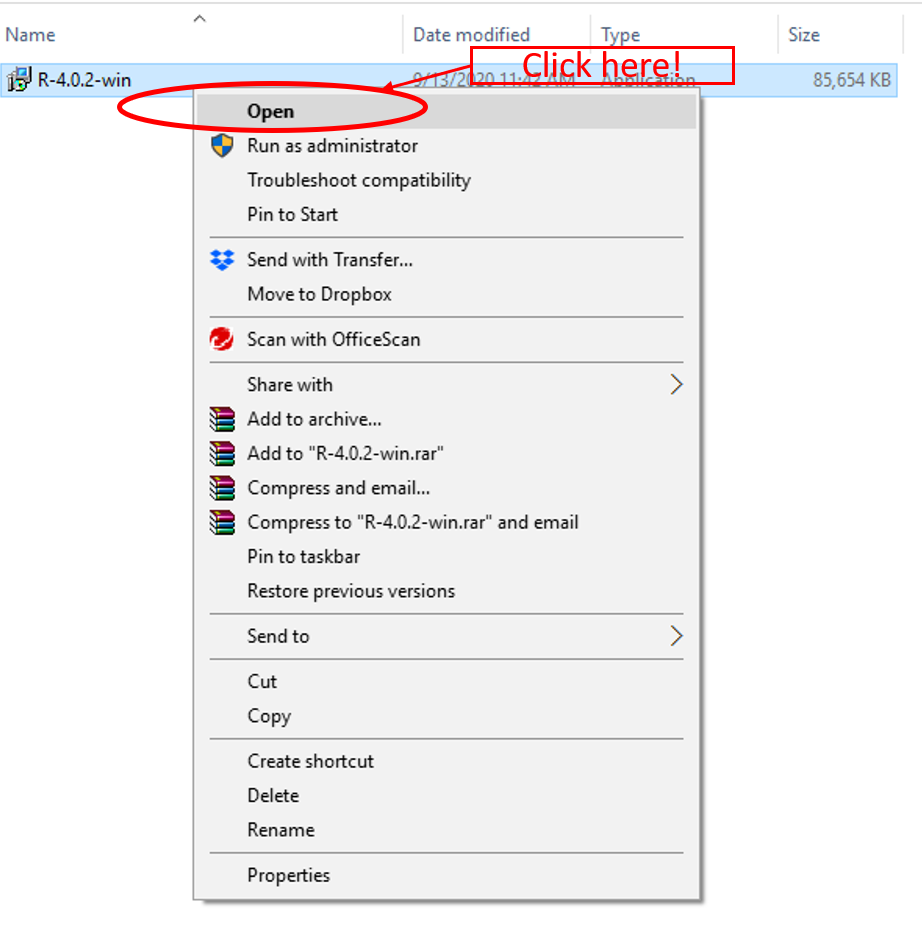 Name Date modified Type Size
Click here!
R-4.0.2-win 9/13/2020 11:42 AM Application 85,654 KB
Open
Run as administrator
Troubleshoot compatibility
Pin to Start
Send with Transfer...
Move to Dropbox
Scan with OfficeScan
Share with
Add to archive...
Add to "R-4.0.2-win.rar"
Compress and email...
Compress to "R-4.0.2-win.rar" and email
Pin to taskbar
Restore previous versions
Send to
Cut
Copy
Create shortcut
Delete
Rename
Properties